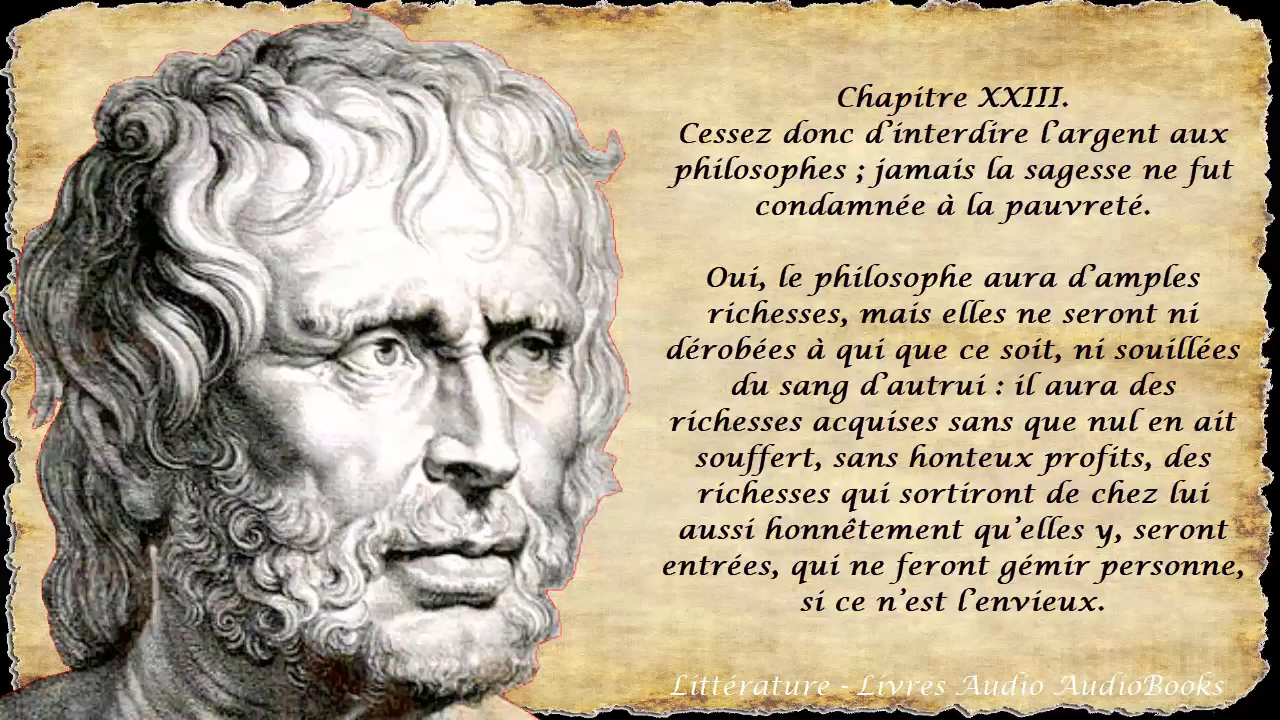 Chapitre XXIII.
Cessez donc d'interdire l'argent aux
philosophes ; jamais la sagesse ne fut
condamnée à la pauvreté.
Oui, le philosophe aura d'amples
richesses, mais elles ne seront ni
dérobées à qui que ce soit, ni souillées
du sang d'autrui : il aura des
richesses acquises sans que nul en ait
souffert, sans honteux profits, des
richesses qui sortiront de chez lui
aussi honnêtement qu'elles y, seront
entrées, qui ne feront gémir personne,
si ce n'est l'envieux.
Littérature - Livres Audio AudioBooks